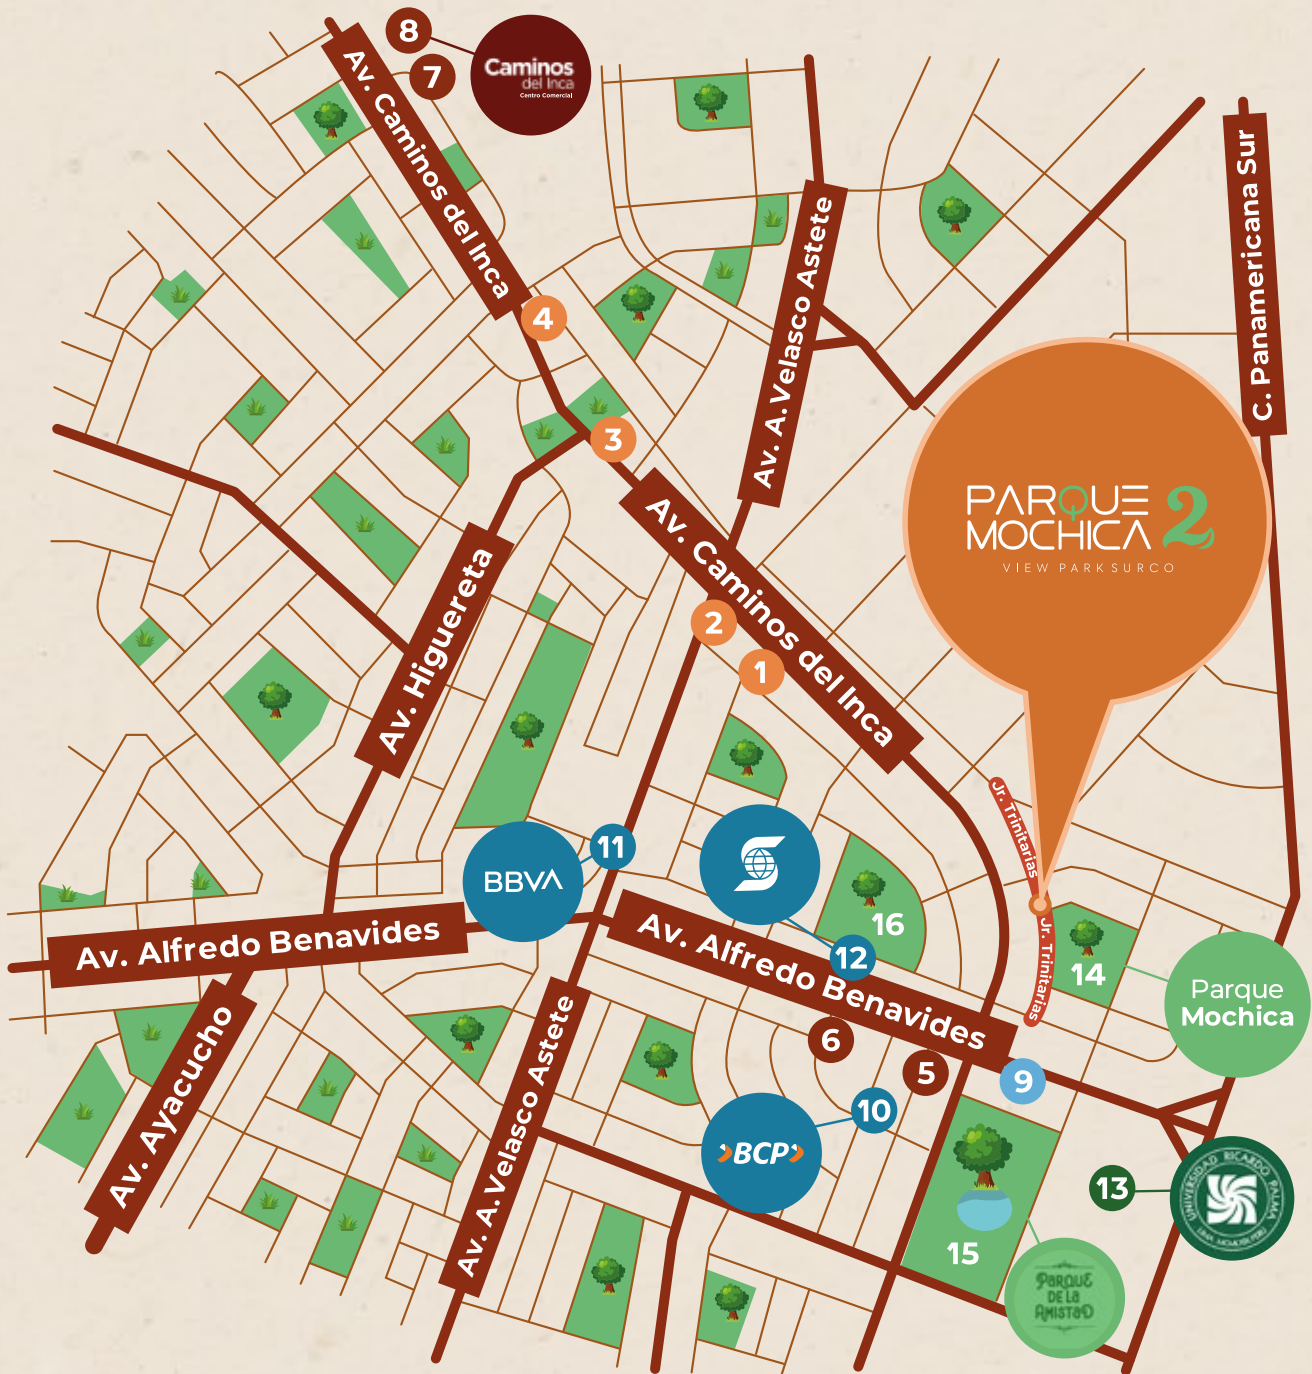 8
7
Caminos
del Inca
Centro Comercial
Av. Caminos del Inca
C. Panamericana Sur
Av. A. Velasco Astete
4
3
PARQUE
MOCHICA 2
VIEW PARK SURCO
Av. Caminos del Inca
Av. Higuereta
2
1
Jr. Trinitarias
11
BBVA
S
16
Av. Alfredo Benavides
Av. Alfredo Benavides
12
Jr. Trinitarias
14
Parque
Mochica
Av. Ayacucho
Av. A. Velasco Astete
6
5
9
10
BCP
13
UNIVERSIDAD RICARDO PALMA
15
PARQUE
DE LA
AMISTAD